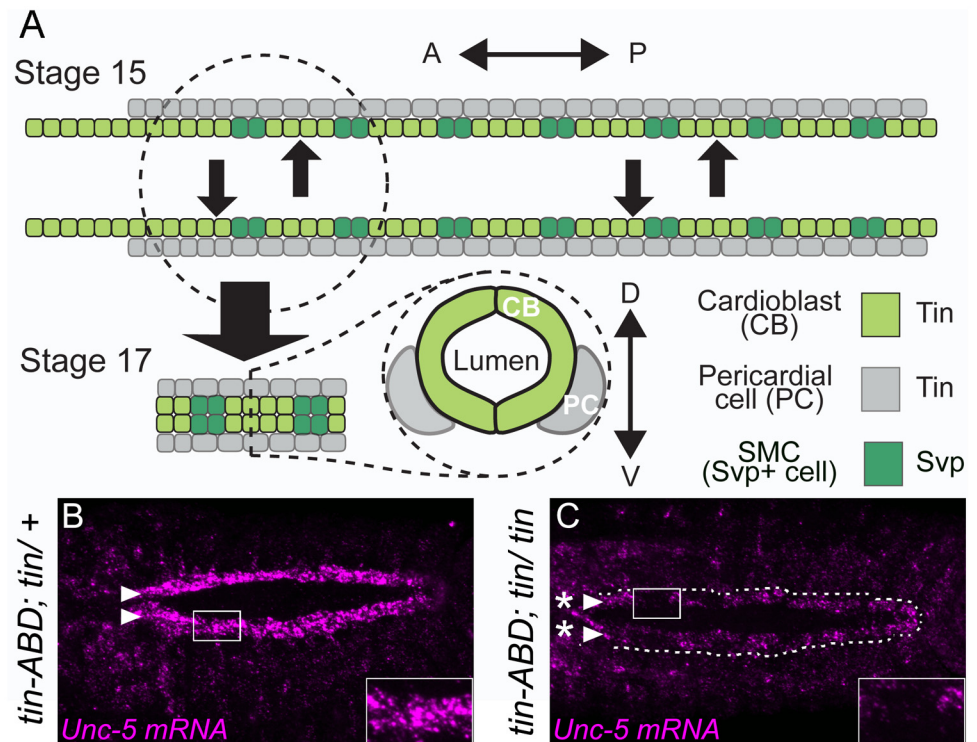 A
Stage 15
A P
Stage 17
CB
Lumen
PC
D
V
Cardioblast
(CB)
Tin
Pericardial
cell (PC)
Tin
SMC
(Svp+ cell)
Svp
tin-ABD; tin/ +
B
Unc-5 mRNA
tin-ABD; tin/ tin
C
*
*
Unc-5 mRNA